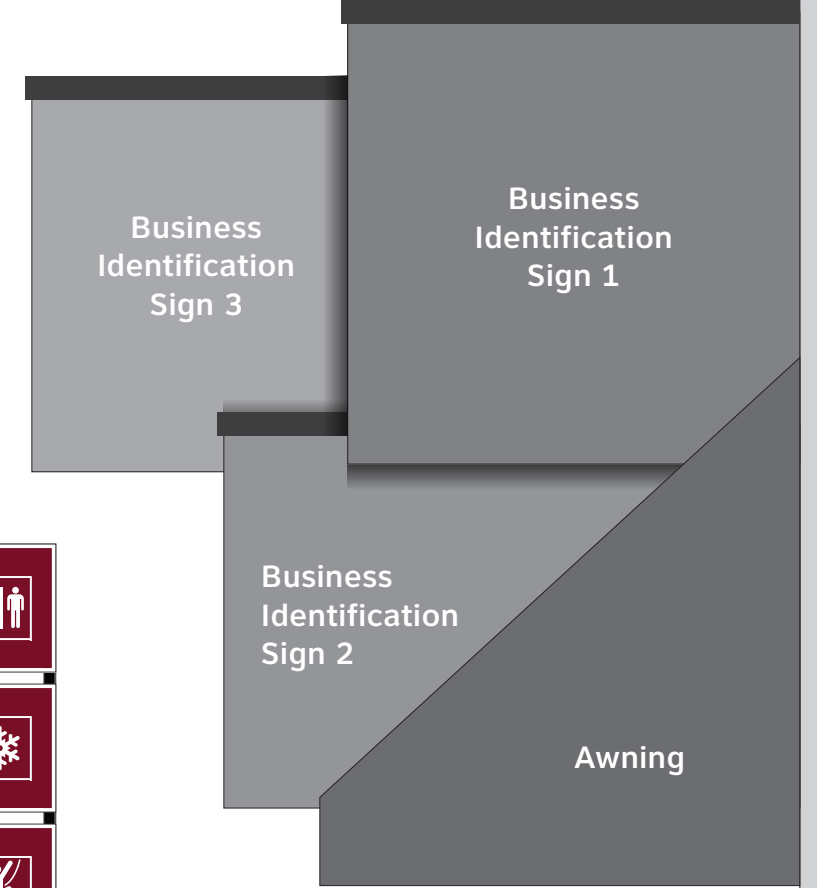 Business
Identification
Sign 3
Business
Identification
Sign 1
Business
Identification
Sign 2
Awning